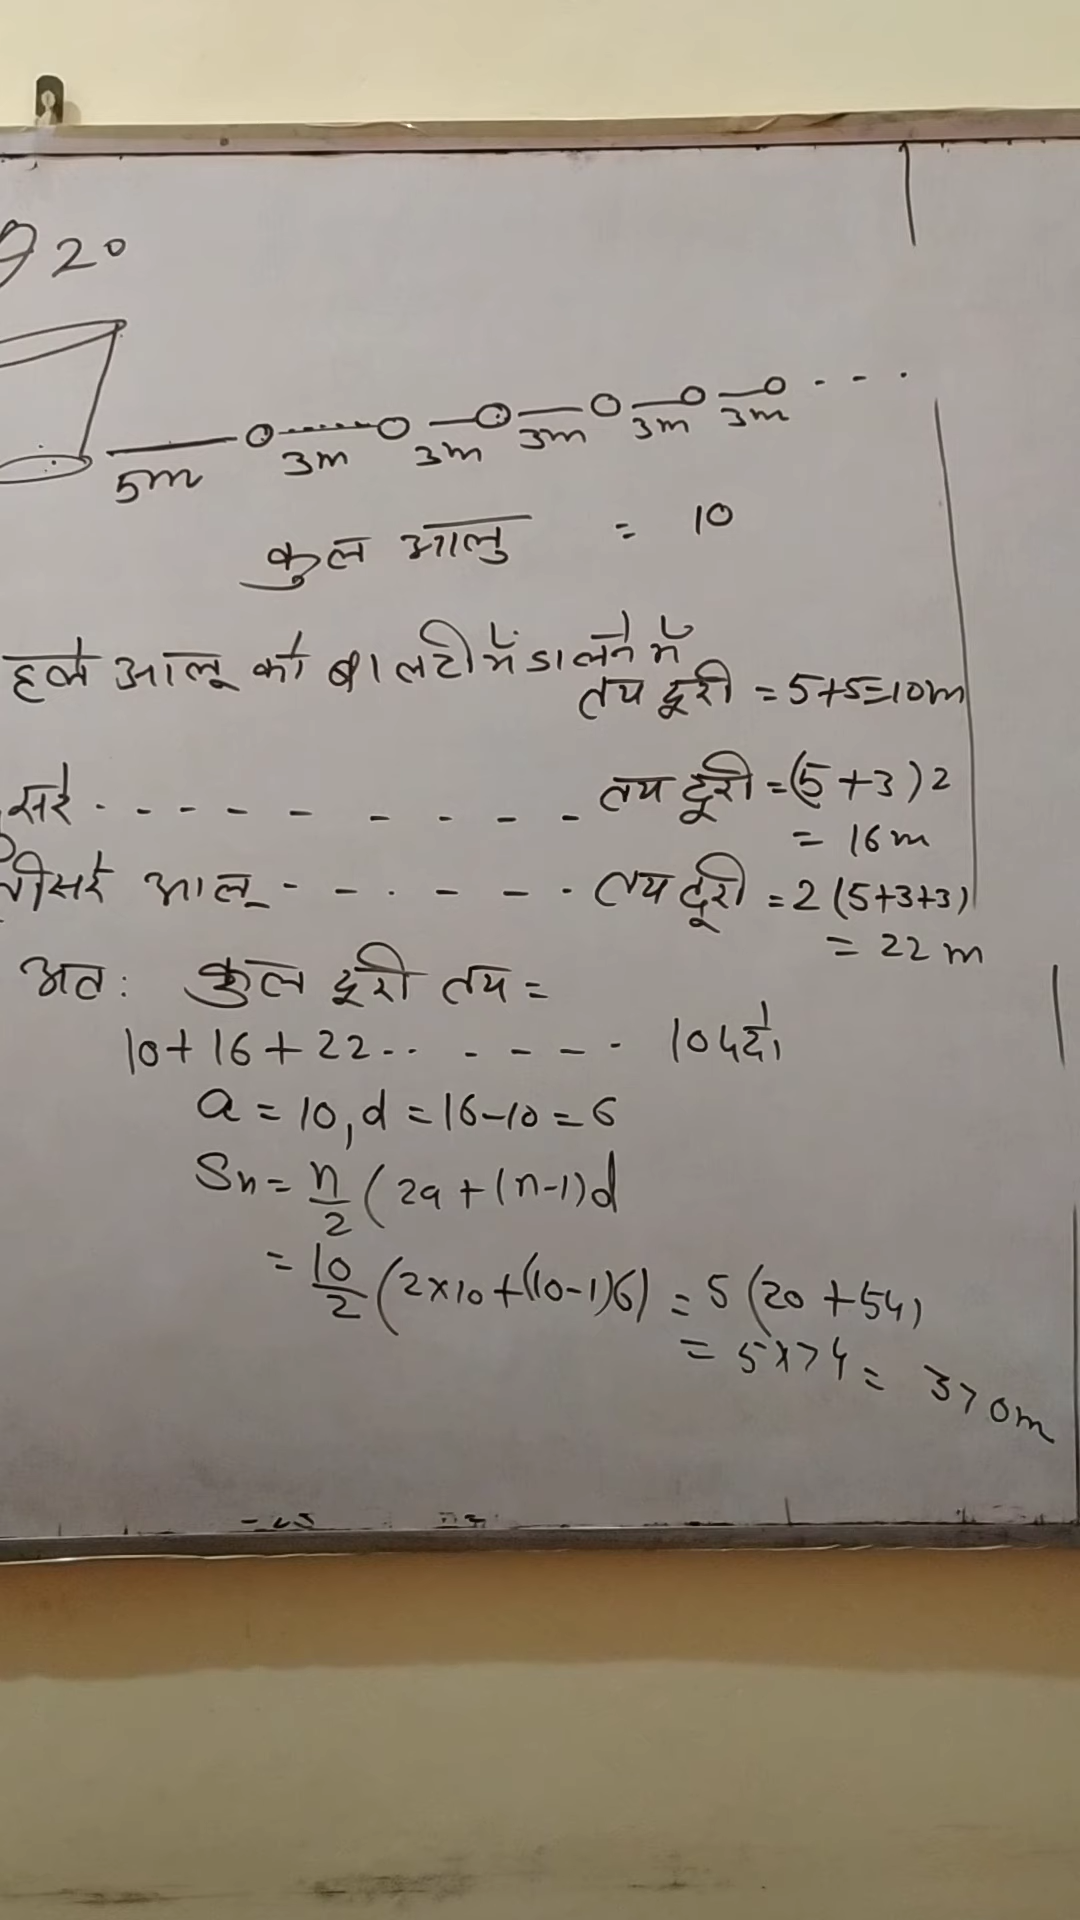 20
5m 3m 3m 3m 3m 3m
कुल आलु = 10
हले आलू को बालटी में डालने में
तय दूरी = 5+5=10m
सरे - - - - - - - - तय दूरी = (5+3)2
= 16m
तीसरे आलू - - - - - - तय दूरी = 2(5+3+3)
= 22m
अत: कुल दूरी तय =
10+16+22.. - - - - 10 पदों
a = 10, d = 16-10 = 6
Sn = n/2 (2a+(n-1)d
= 10/2 (2×10+(10-1)6) = 5(20+54)
= 5×74 = 370m